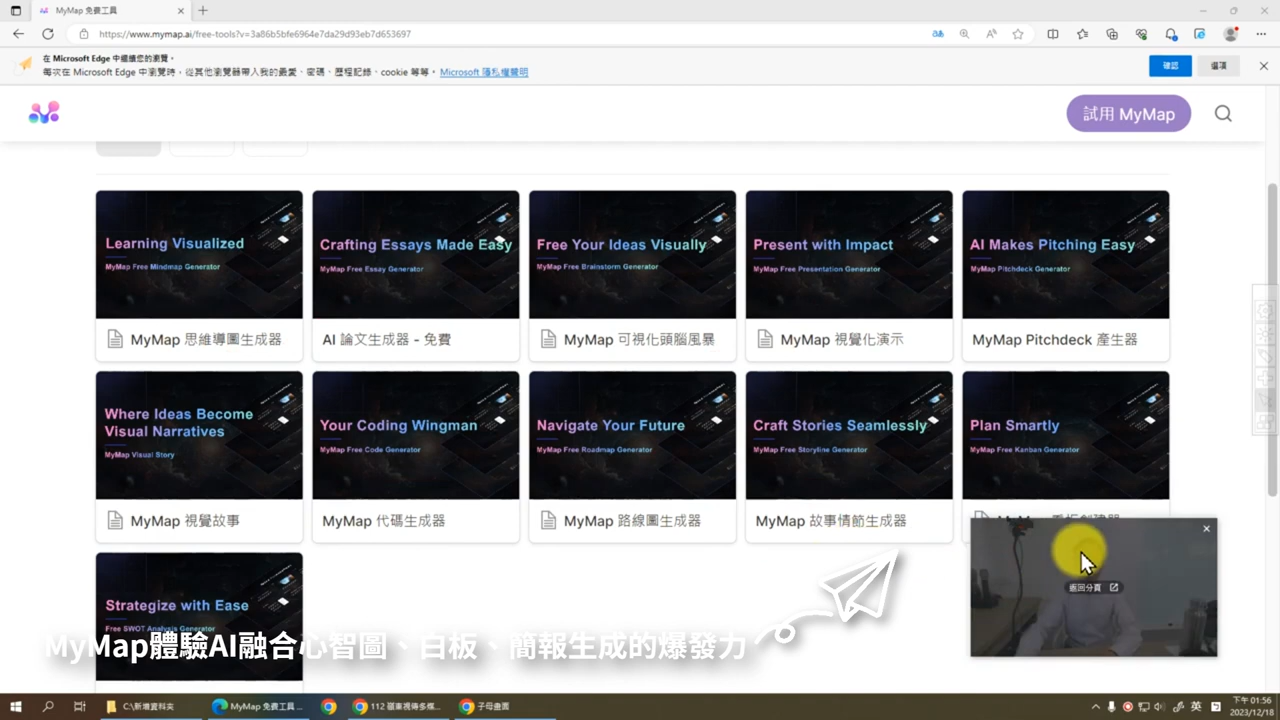 MyMap 免費工具
https://www.mymap.ai/free-tools?v=3a86b5bfe6964e7da29d93eb7d653697
在 Microsoft Edge 中繼續您的瀏覽。
每次在 Microsoft Edge 中瀏覽時，從其他瀏覽器帶入我的最愛、密碼、歷程記錄、cookie 等等。 Microsoft 隱私權聲明
確認
選項
試用 MyMap
Learning Visualized
MyMap Free Mindmap Generator
MyMap 思維導圖生成器
Crafting Essays Made Easy
MyMap Free Essay Generator
AI 論文生成器 - 免費
Free Your Ideas Visually
MyMap Free Brainstorm Generator
MyMap 可視化頭腦風暴
Present with Impact
MyMap Free Presentation Generator
MyMap 視覺化演示
AI Makes Pitching Easy
MyMap Pitchdeck Generator
MyMap Pitchdeck 產生器
Where Ideas Become
Visual Narratives
MyMap Visual Story
MyMap 視覺故事
Your Coding Wingman
MyMap Free Code Generator
MyMap 代碼生成器
Navigate Your Future
MyMap Free Roadmap Generator
MyMap 路線圖生成器
Craft Stories Seamlessly
MyMap Free Storyline Generator
MyMap 故事情節生成器
Plan Smartly
MyMap Free Kanban Generator
返回分頁
Strategize with Ease
Free SWOT Analysis Generator
MyMap體驗AI融合心智圖、白板、簡報生成的爆發力
C:\新增資料夾
MyMap 免費工具 ...
112 碩東視傳多媒...
子母畫面
英
下午 01:56
2023/12/18